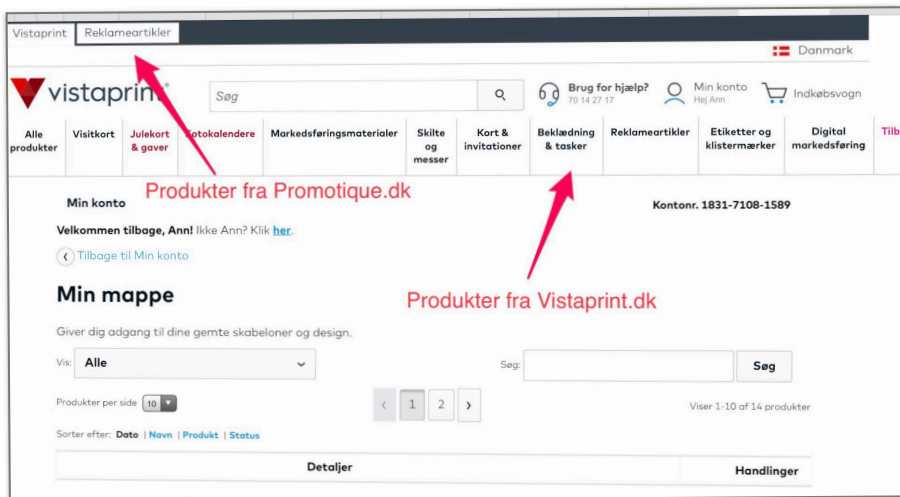 Vistaprint Reklameartikler
Danmark
vistaprint
Søg
Brug for hjælp?
70 14 27 17
Min konto
Hej Ann
Indkøbsvogn
Alle produkter
Visitkort
Julekort & gaver
Fotokalendere
Markedsføringsmaterialer
Skilte og messer
Kort & invitationer
Beklædning & tasker
Reklameartikler
Etiketter og klistermærker
Digital markedsføring
Produkter fra Promotique.dk
Min konto
Kontonr. 1831-7108-1589
Velkommen tilbage, Ann! Ikke Ann? Klik her.
Tilbage til Min konto
Min mappe
Produkter fra Vistaprint.dk
Giver dig adgang til dine gemte skabeloner og design.
Vis: Alle
Søg: Søg
Produkter per side 10
1 2
Viser 1-10 af 14 produkter
Sorter efter: Dato | Navn | Produkt | Status
Detaljer
Handlinger